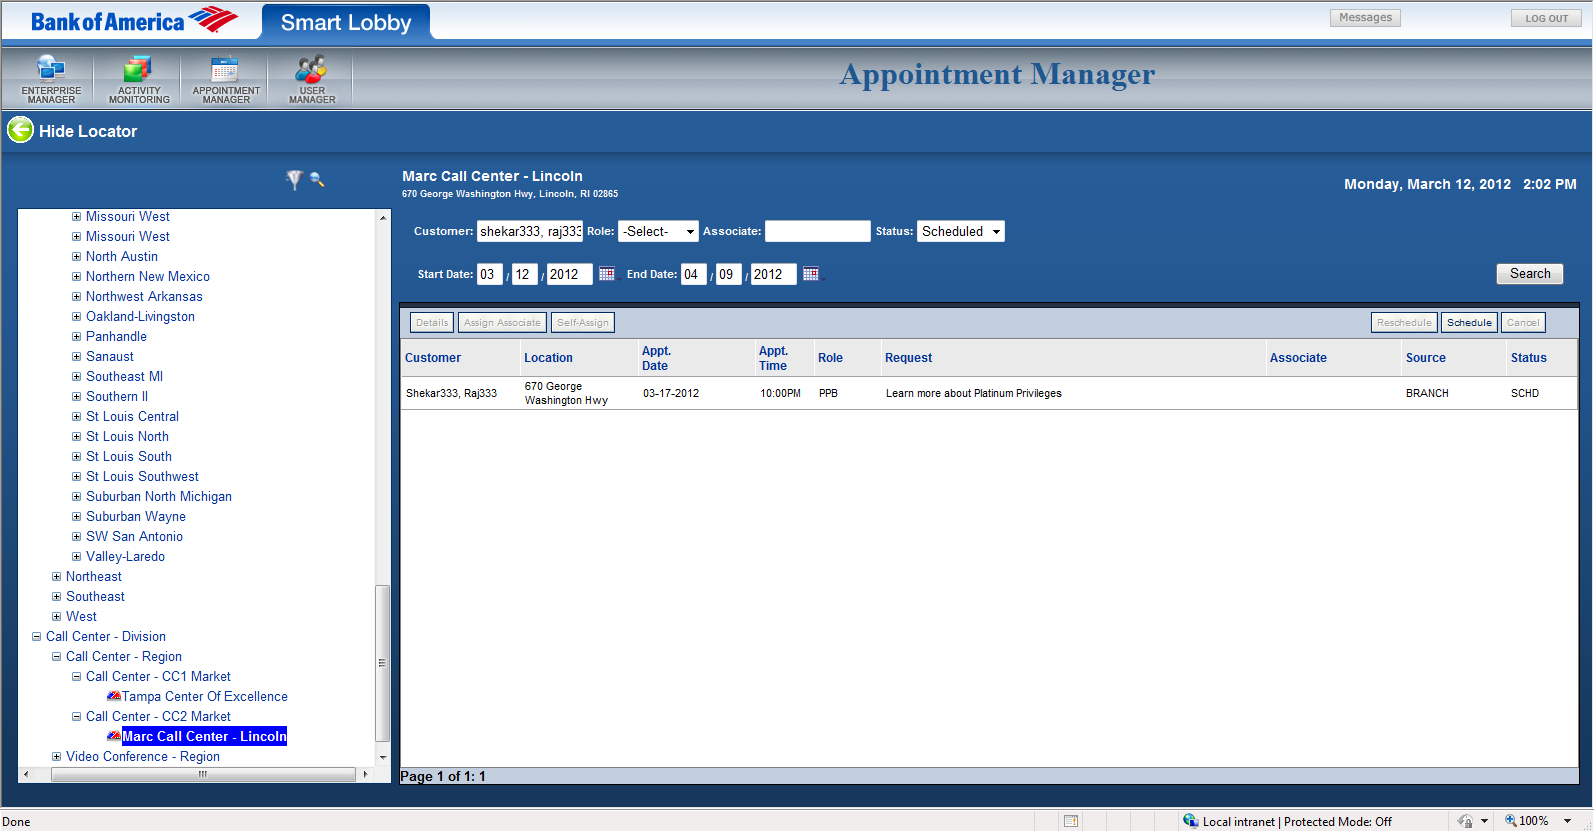 Bank of America
Smart Lobby
Messages
LOG OUT
ENTERPRISE MANAGER
ACTIVITY MONITORING
APPOINTMENT MANAGER
USER MANAGER
Appointment Manager
Hide Locator
Missouri West
Missouri West
North Austin
Northern New Mexico
Northwest Arkansas
Oakland-Livingston
Panhandle
Sanaust
Southeast MI
Southern Il
St Louis Central
St Louis North
St Louis South
St Louis Southwest
Suburban North Michigan
Suburban Wayne
SW San Antonio
Valley-Laredo
Northeast
Southeast
West
Call Center - Division
Call Center - Region
Call Center - CC1 Market
Tampa Center Of Excellence
Call Center - CC2 Market
Marc Call Center - Lincoln
Video Conference - Region
Marc Call Center - Lincoln
670 George Washington Hwy, Lincoln, RI 02865
Monday, March 12, 2012 2:02 PM
Customer: shekar333, raj333 Role: -Select- Associate: Status: Scheduled
Start Date: 03 / 12 / 2012 End Date: 04 / 09 / 2012
Search
Details Assign Associate Self-Assign Reschedule Schedule Cancel
Customer Location Appt. Date Appt. Time Role Request Associate Source Status
Shekar333, Raj333 670 George Washington Hwy 03-17-2012 10:00PM PPB Learn more about Platinum Privileges BRANCH SCHD
Page 1 of 1: 1
Done
Local intranet | Protected Mode: Off
100%